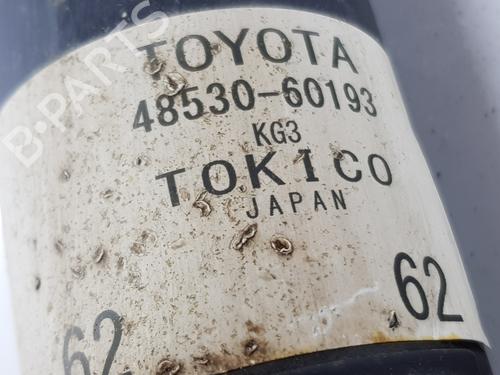 TOYOTA
48530-60193
KG3
TOKICO
JAPAN
62
62
B-PARTS